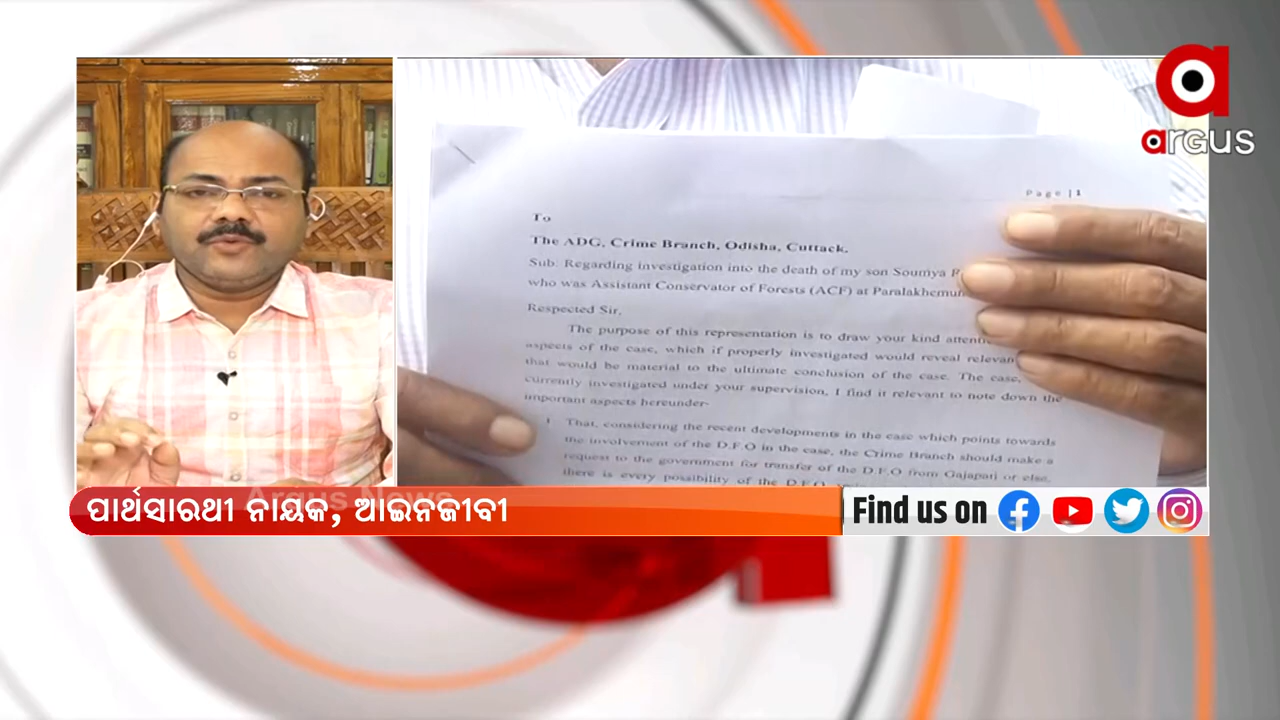 argus
Page | 1
To
The ADG, Crime Branch, Odisha, Cuttack.
Sub: Regarding investigation into the death of my son Soumya
who was Assistant Conservator of Forests (ACF) at
Respected Sir,
The purpose of this representation is to draw your kind
aspects of the case, which if properly investigated would reveal
that would be material to the ultimate conclusion of the case. The case,
currently investigated under your supervision, I find it relevant to note down the
important aspects hereunder-
1. That, considering the recent developments in the case which points towards
the involvement of the D.F.O in the case, the Crime Branch should make a
request to the government for transfer of the D.F.O from Gajapati or else,
there is every possibility of the D.F.O
Argus News
ପାର୍ଥସାରଥୀ ନାୟକ, ଆଇନଜୀବୀ
Find us on